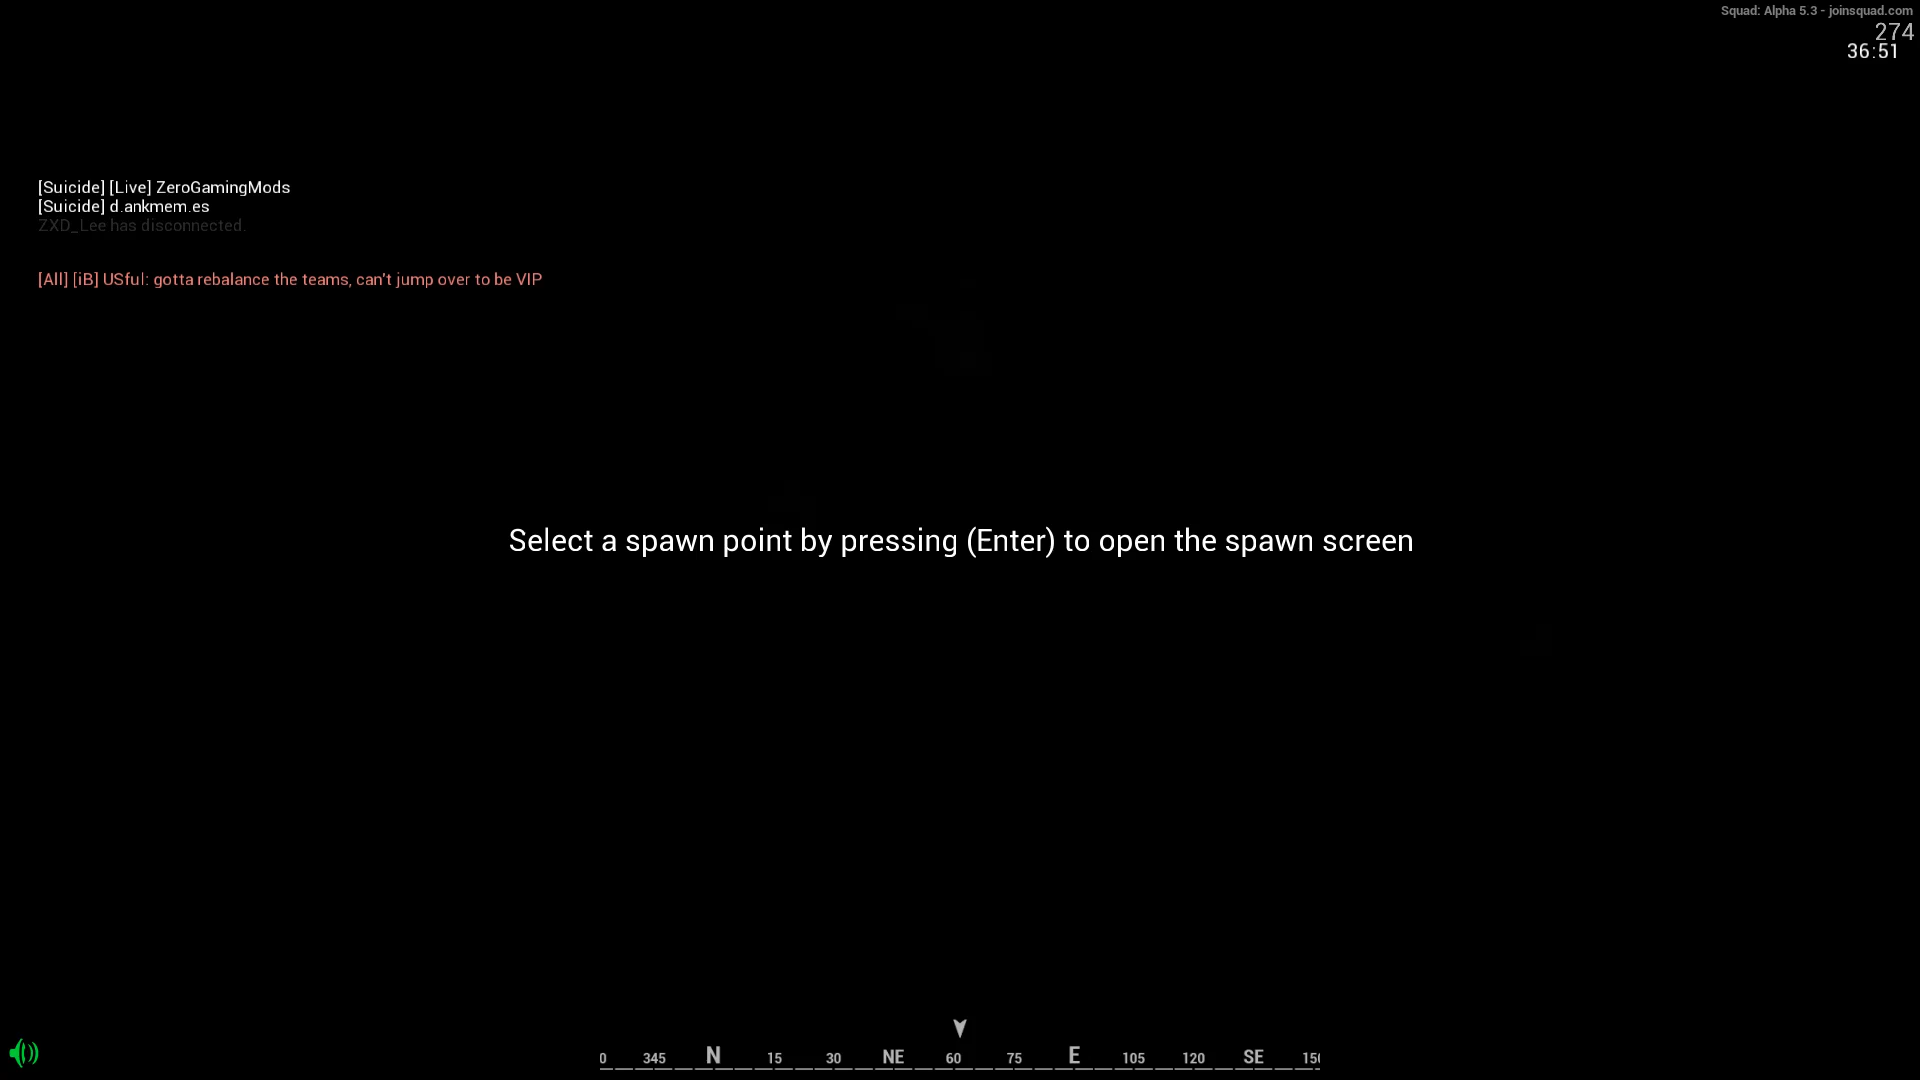 Squad: Alpha 5.3 - joinsquad.com
274
36:51
[Suicide] [Live] ZeroGamingMods
[Suicide] d.ankmem.es
ZXD_Lee has disconnected.
[All] [iB] USful: gotta rebalance the teams, can't jump over to be VIP
Select a spawn point by pressing (Enter) to open the spawn screen
0 345 N 15 30 NE 60 75 E 105 120 SE 150